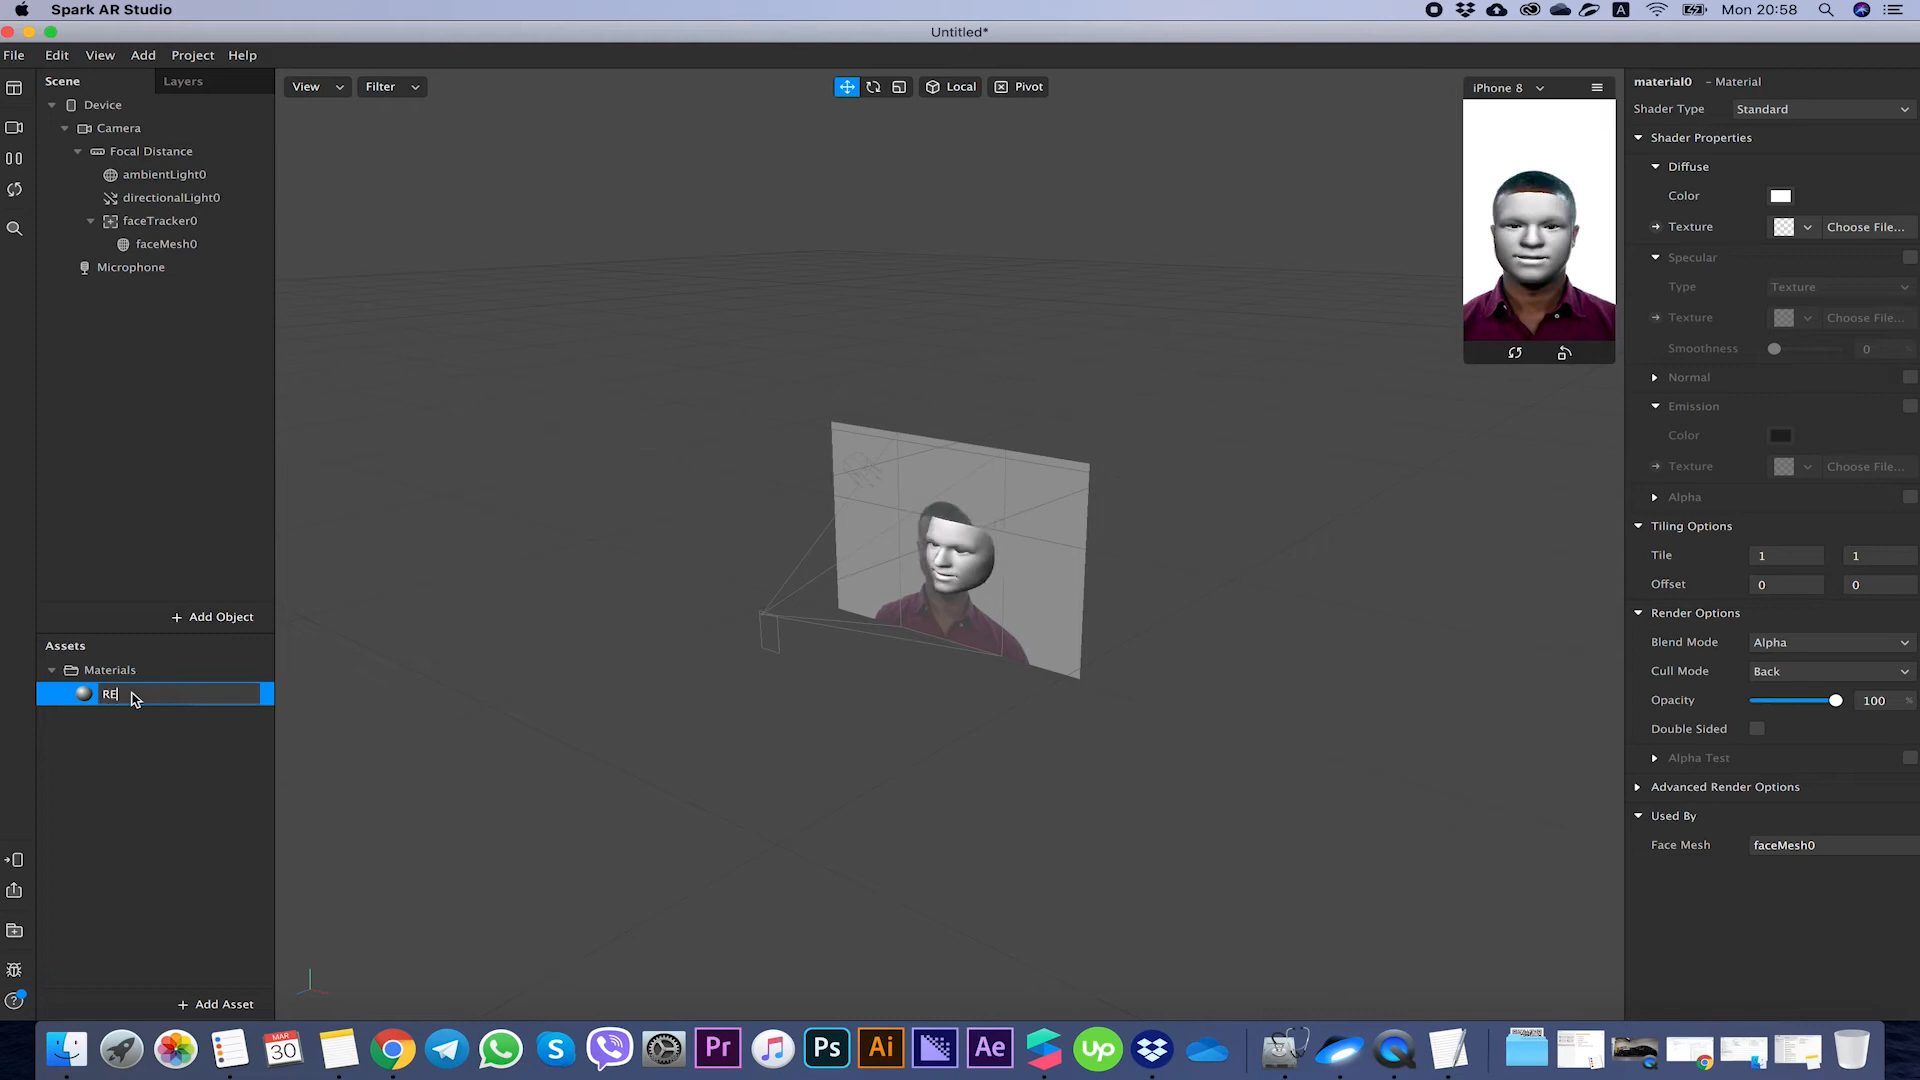 Spark AR Studio
A
Mon 20:58
Untitled*
File Edit View Add Project Help
Scene Layers
Device
Camera
Focal Distance
ambientLight0
directionalLight0
faceTracker0
faceMesh0
Microphone
+ Add Object
Assets
Materials
RE
+ Add Asset
View Filter
Local Pivot
iPhone 8
material0 - Material
Shader Type Standard
Shader Properties
Diffuse
Color
Texture Choose File...
Specular
Type Texture
Texture Choose File...
Smoothness 0 %
Normal
Emission
Color
Texture Choose File...
Alpha
Tiling Options
Tile 1 1
Offset 0 0
Render Options
Blend Mode Alpha
Cull Mode Back
Opacity 100 %
Double Sided
Alpha Test
Advanced Render Options
Used By
Face Mesh faceMesh0
MAR
30
S
Pr
Ps
Ai
Ae
Up